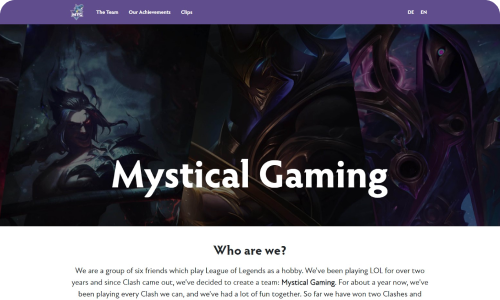 The Team Our Achievements Clips DE EN
Mystical Gaming
Who are we?
We are a group of six friends which play League of Legends as a hobby. We've been playing LOL for over two
years and since Clash came out, we've decided to create a team: Mystical Gaming. For about a year now, we've
been playing every Clash we can, and we've had a lot of fun together. So far we have won two Clashes and